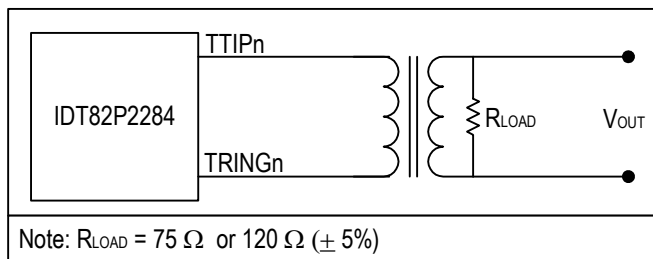 TTIPn
IDT82P2284
RLOAD
VOUT
TRINGn
Note: RLOAD = 75 Ω or 120 Ω (± 5%)